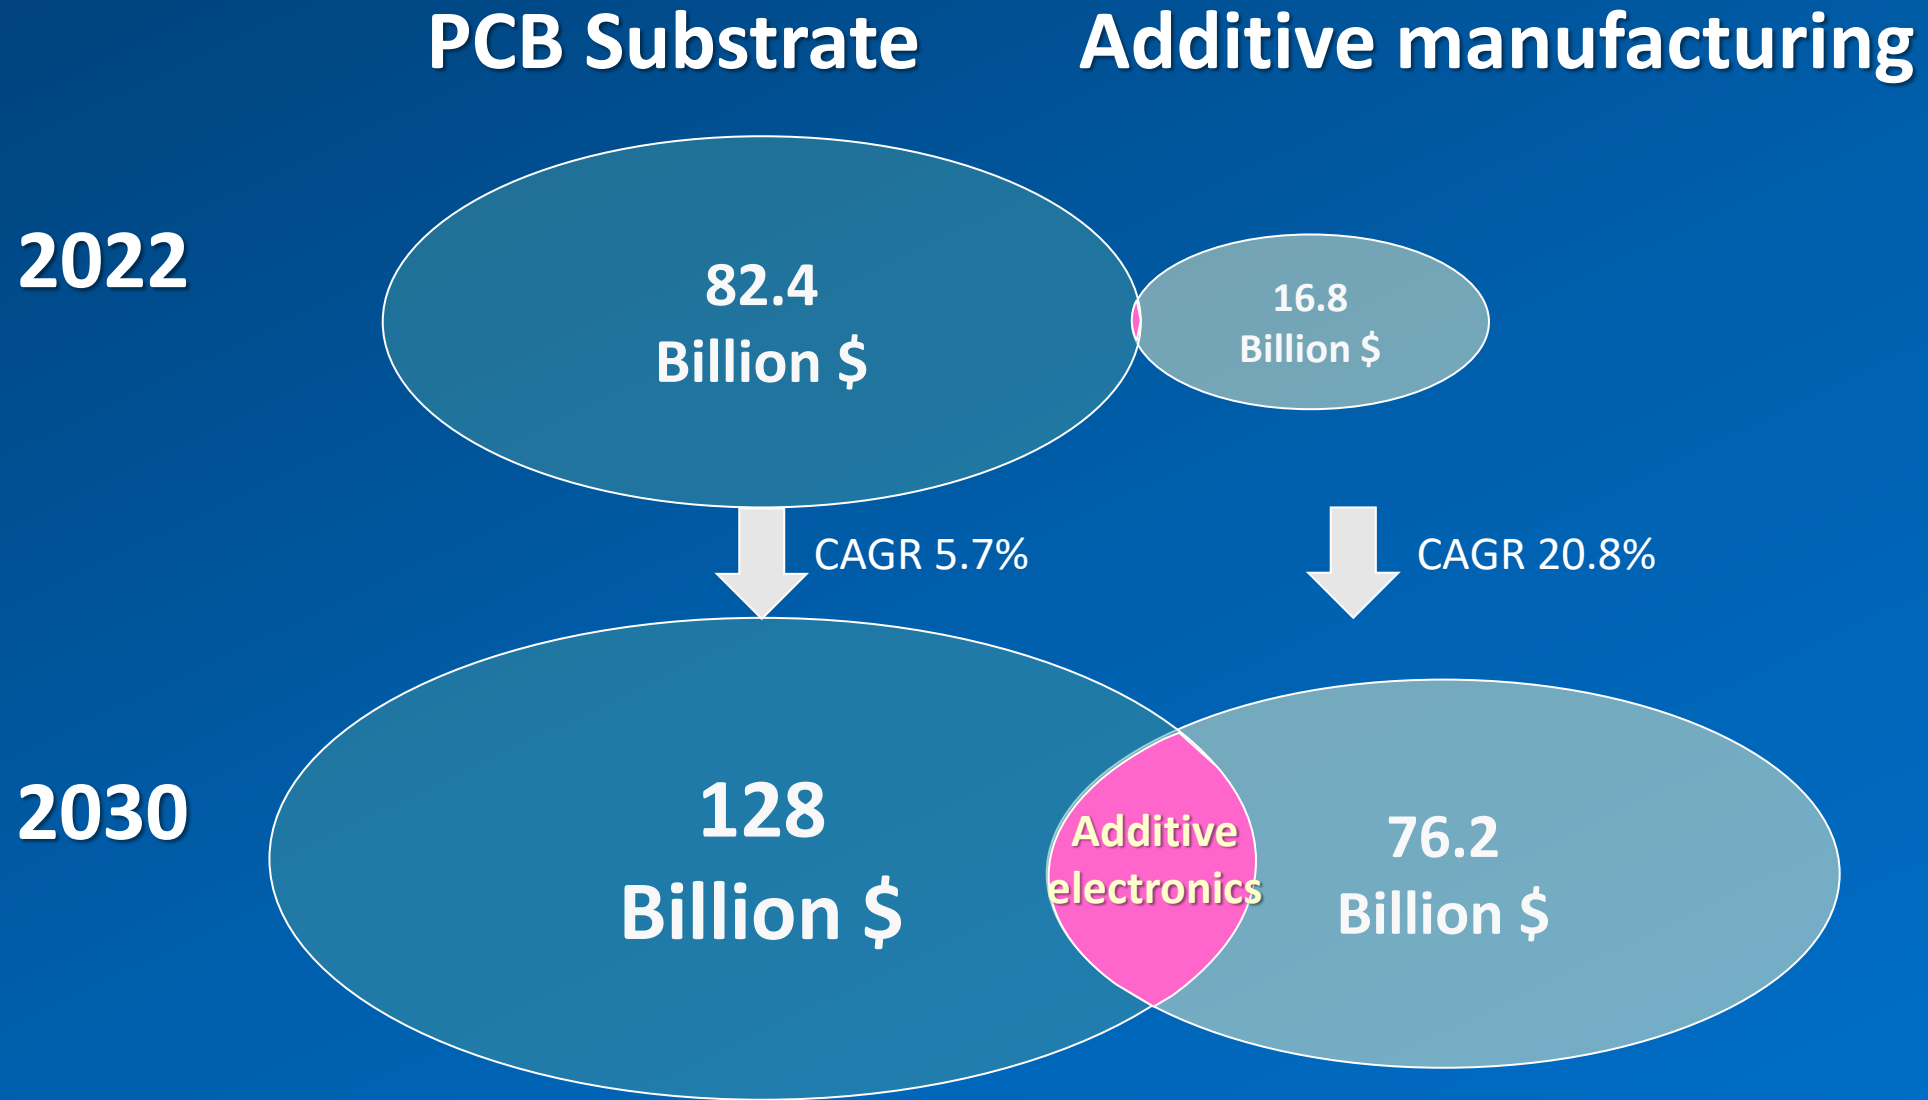 PCB Substrate
Additive manufacturing
2022
82.4
Billion $
16.8
Billion $
CAGR 5.7%
CAGR 20.8%
2030
128
Billion $
Additive
electronics
76.2
Billion $